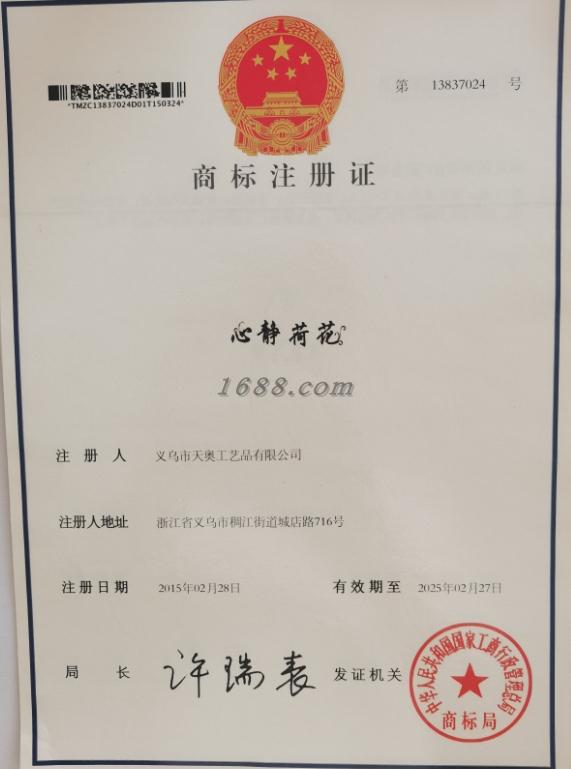 *TMZC13837024D01T150324*
第 13837024 号
商标注册证
心静荷花
1688.com
注册人 义乌市天奥工艺品有限公司
注册人地址 浙江省义乌市稠江街道城店路716号
注册日期 2015年02月28日 有效期至 2025年02月27日
局长 许瑞表 发证机关
中华人民共和国国家工商行政管理总局
商标局